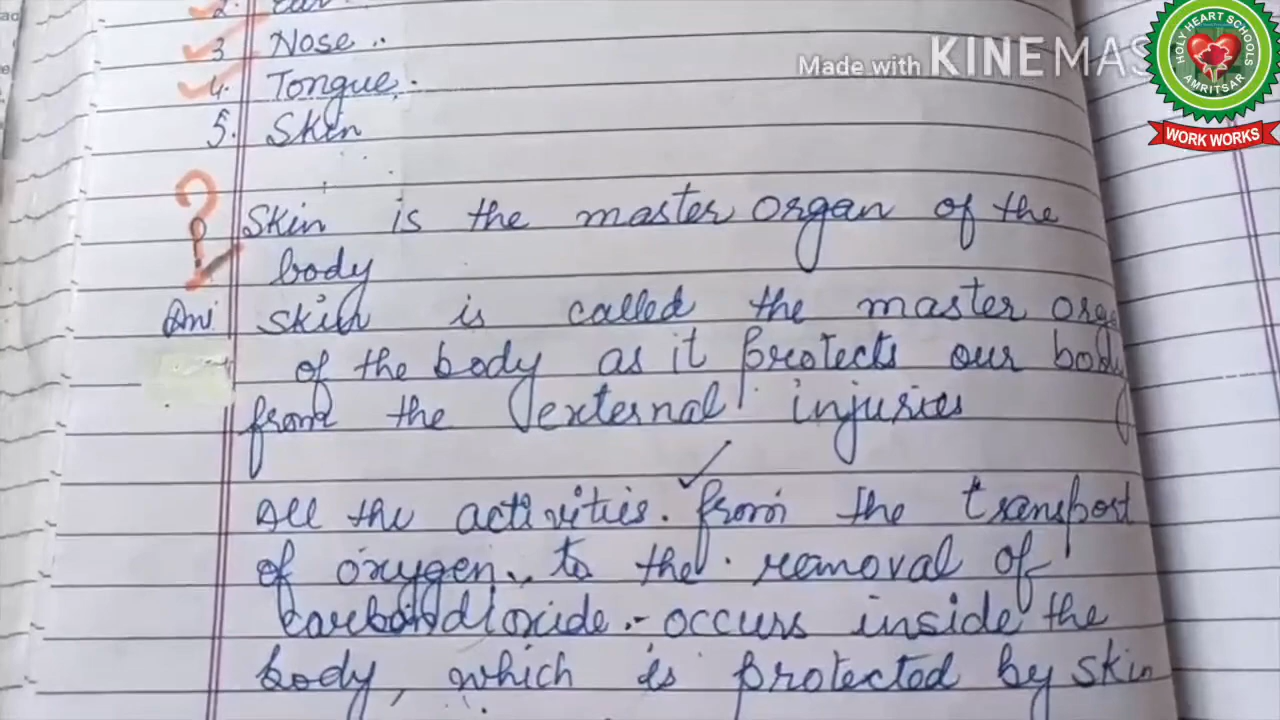 3 Nose..
4. Tongue.
5. Skin
? Skin is the master organ of the
body
Ans skin is called the master orga
of the body as it protects our body
from the external injuries
All the activities. from the transport
of oxygen.. to the removal of
carbondioxide.- occurs inside the
body, which is protected by skin
Made with KINEMAS
HOLY HEART SCHOOLS
AMRITSAR
WORK WORKS